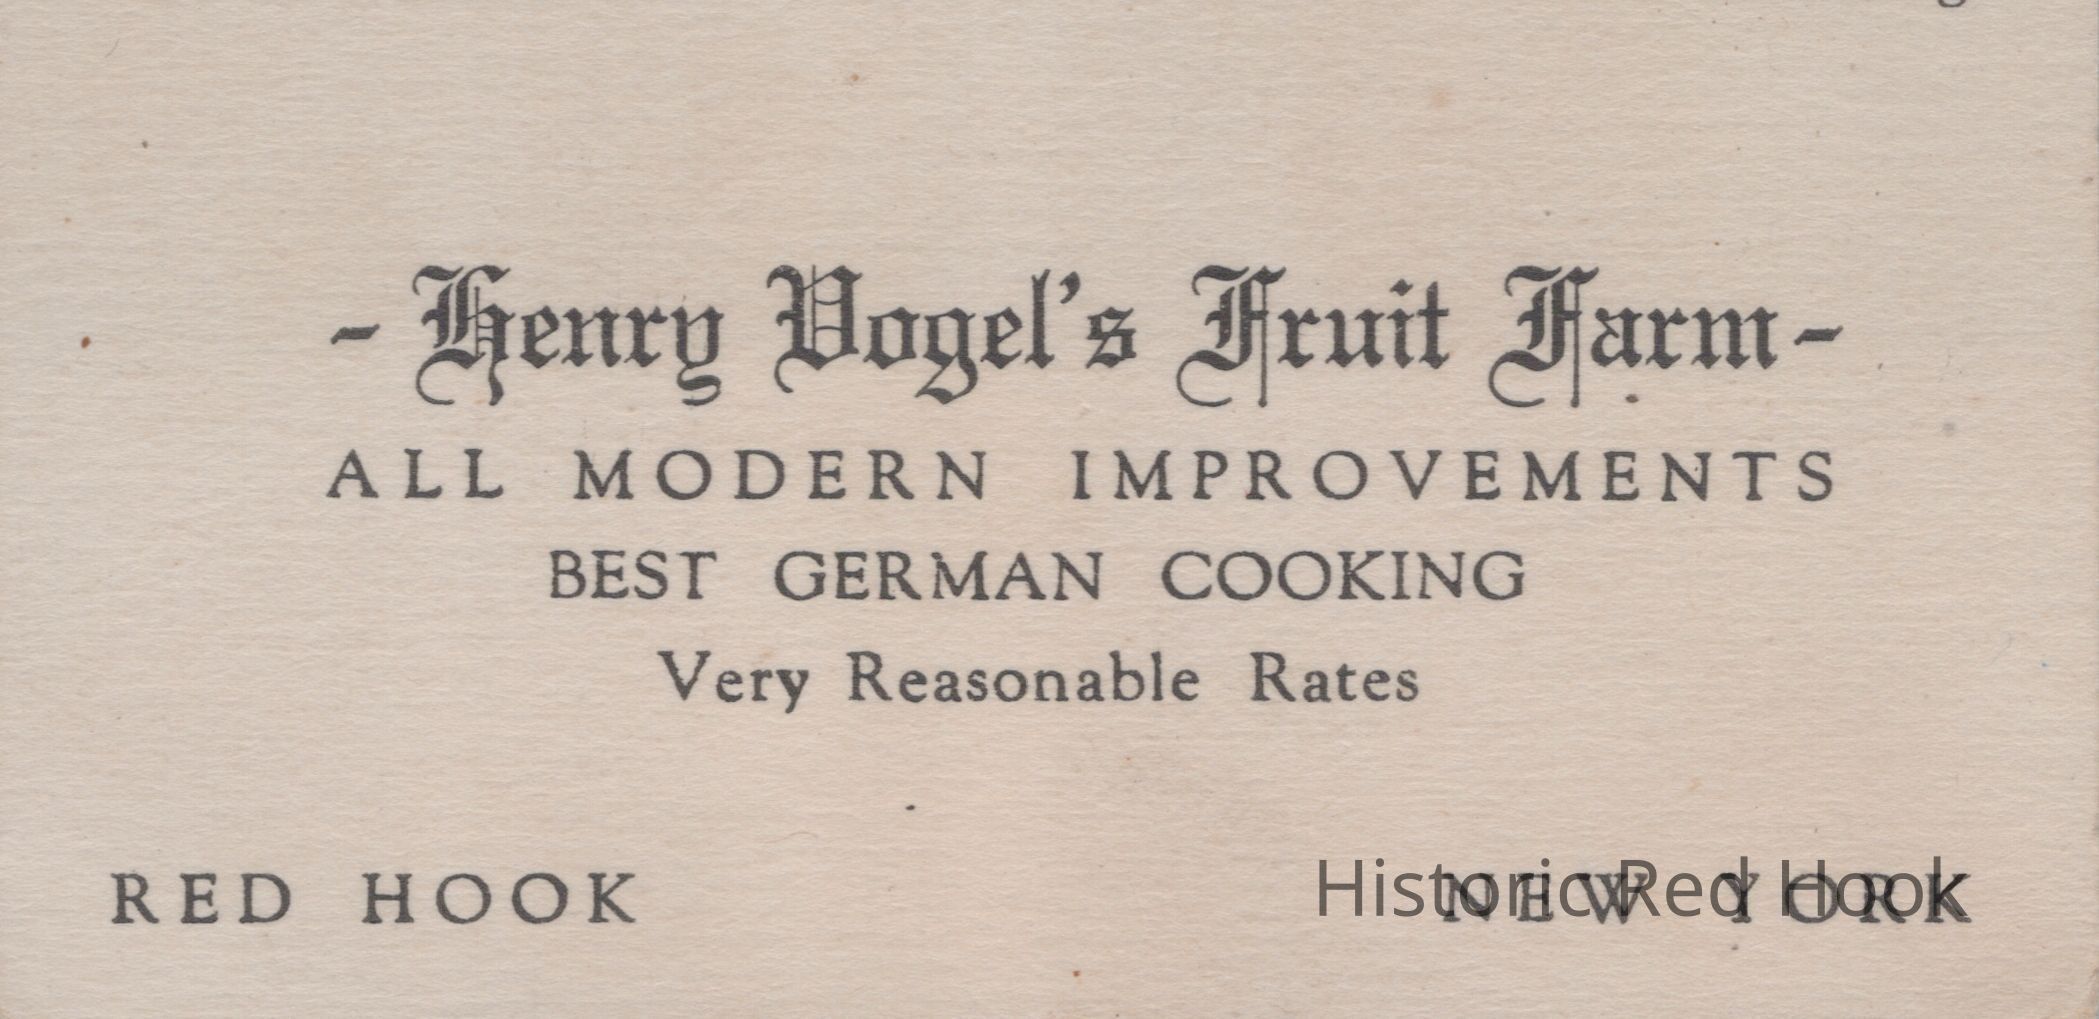 - Henry Vogel's Fruit Farm -
ALL MODERN IMPROVEMENTS
BEST GERMAN COOKING
Very Reasonable Rates
RED HOOK NEW YORK
Historic Red Hook